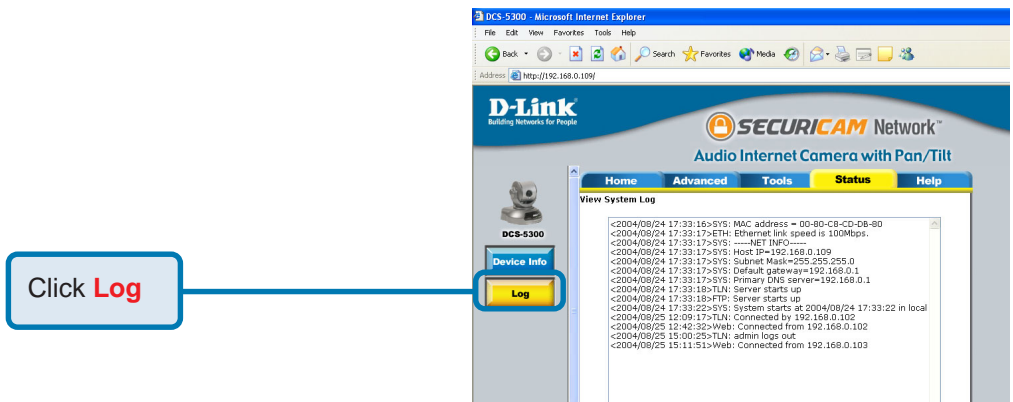 DCS-5300 - Microsoft Internet Explorer
File Edit View Favorites Tools Help
Back Search Favorites Media
Address http://192.168.0.109/
D-Link
Building Networks for People
SECURICAM Network™
Audio Internet Camera with Pan/Tilt
Home Advanced Tools Status Help
View System Log
DCS-5300
Device Info
Log
Click Log
<2004/08/24 17:33:16>SYS: MAC address = 00-80-C8-CD-DB-80
<2004/08/24 17:33:17>ETH: Ethernet link speed is 100Mbps.
<2004/08/24 17:33:17>SYS: -----NET INFO-----
<2004/08/24 17:33:17>SYS: Host IP=192.168.0.109
<2004/08/24 17:33:17>SYS: Subnet Mask=255.255.255.0
<2004/08/24 17:33:17>SYS: Default gateway=192.168.0.1
<2004/08/24 17:33:17>SYS: Primary DNS server=192.168.0.1
<2004/08/24 17:33:18>TLN: Server starts up
<2004/08/24 17:33:18>FTP: Server starts up
<2004/08/24 17:33:22>SYS: System starts at 2004/08/24 17:33:22 in local
<2004/08/25 12:09:17>TLN: Connected by 192.168.0.102
<2004/08/25 12:42:32>Web: Connected from 192.168.0.102
<2004/08/25 15:00:25>TLN: admin logs out
<2004/08/25 15:11:51>Web: Connected from 192.168.0.103